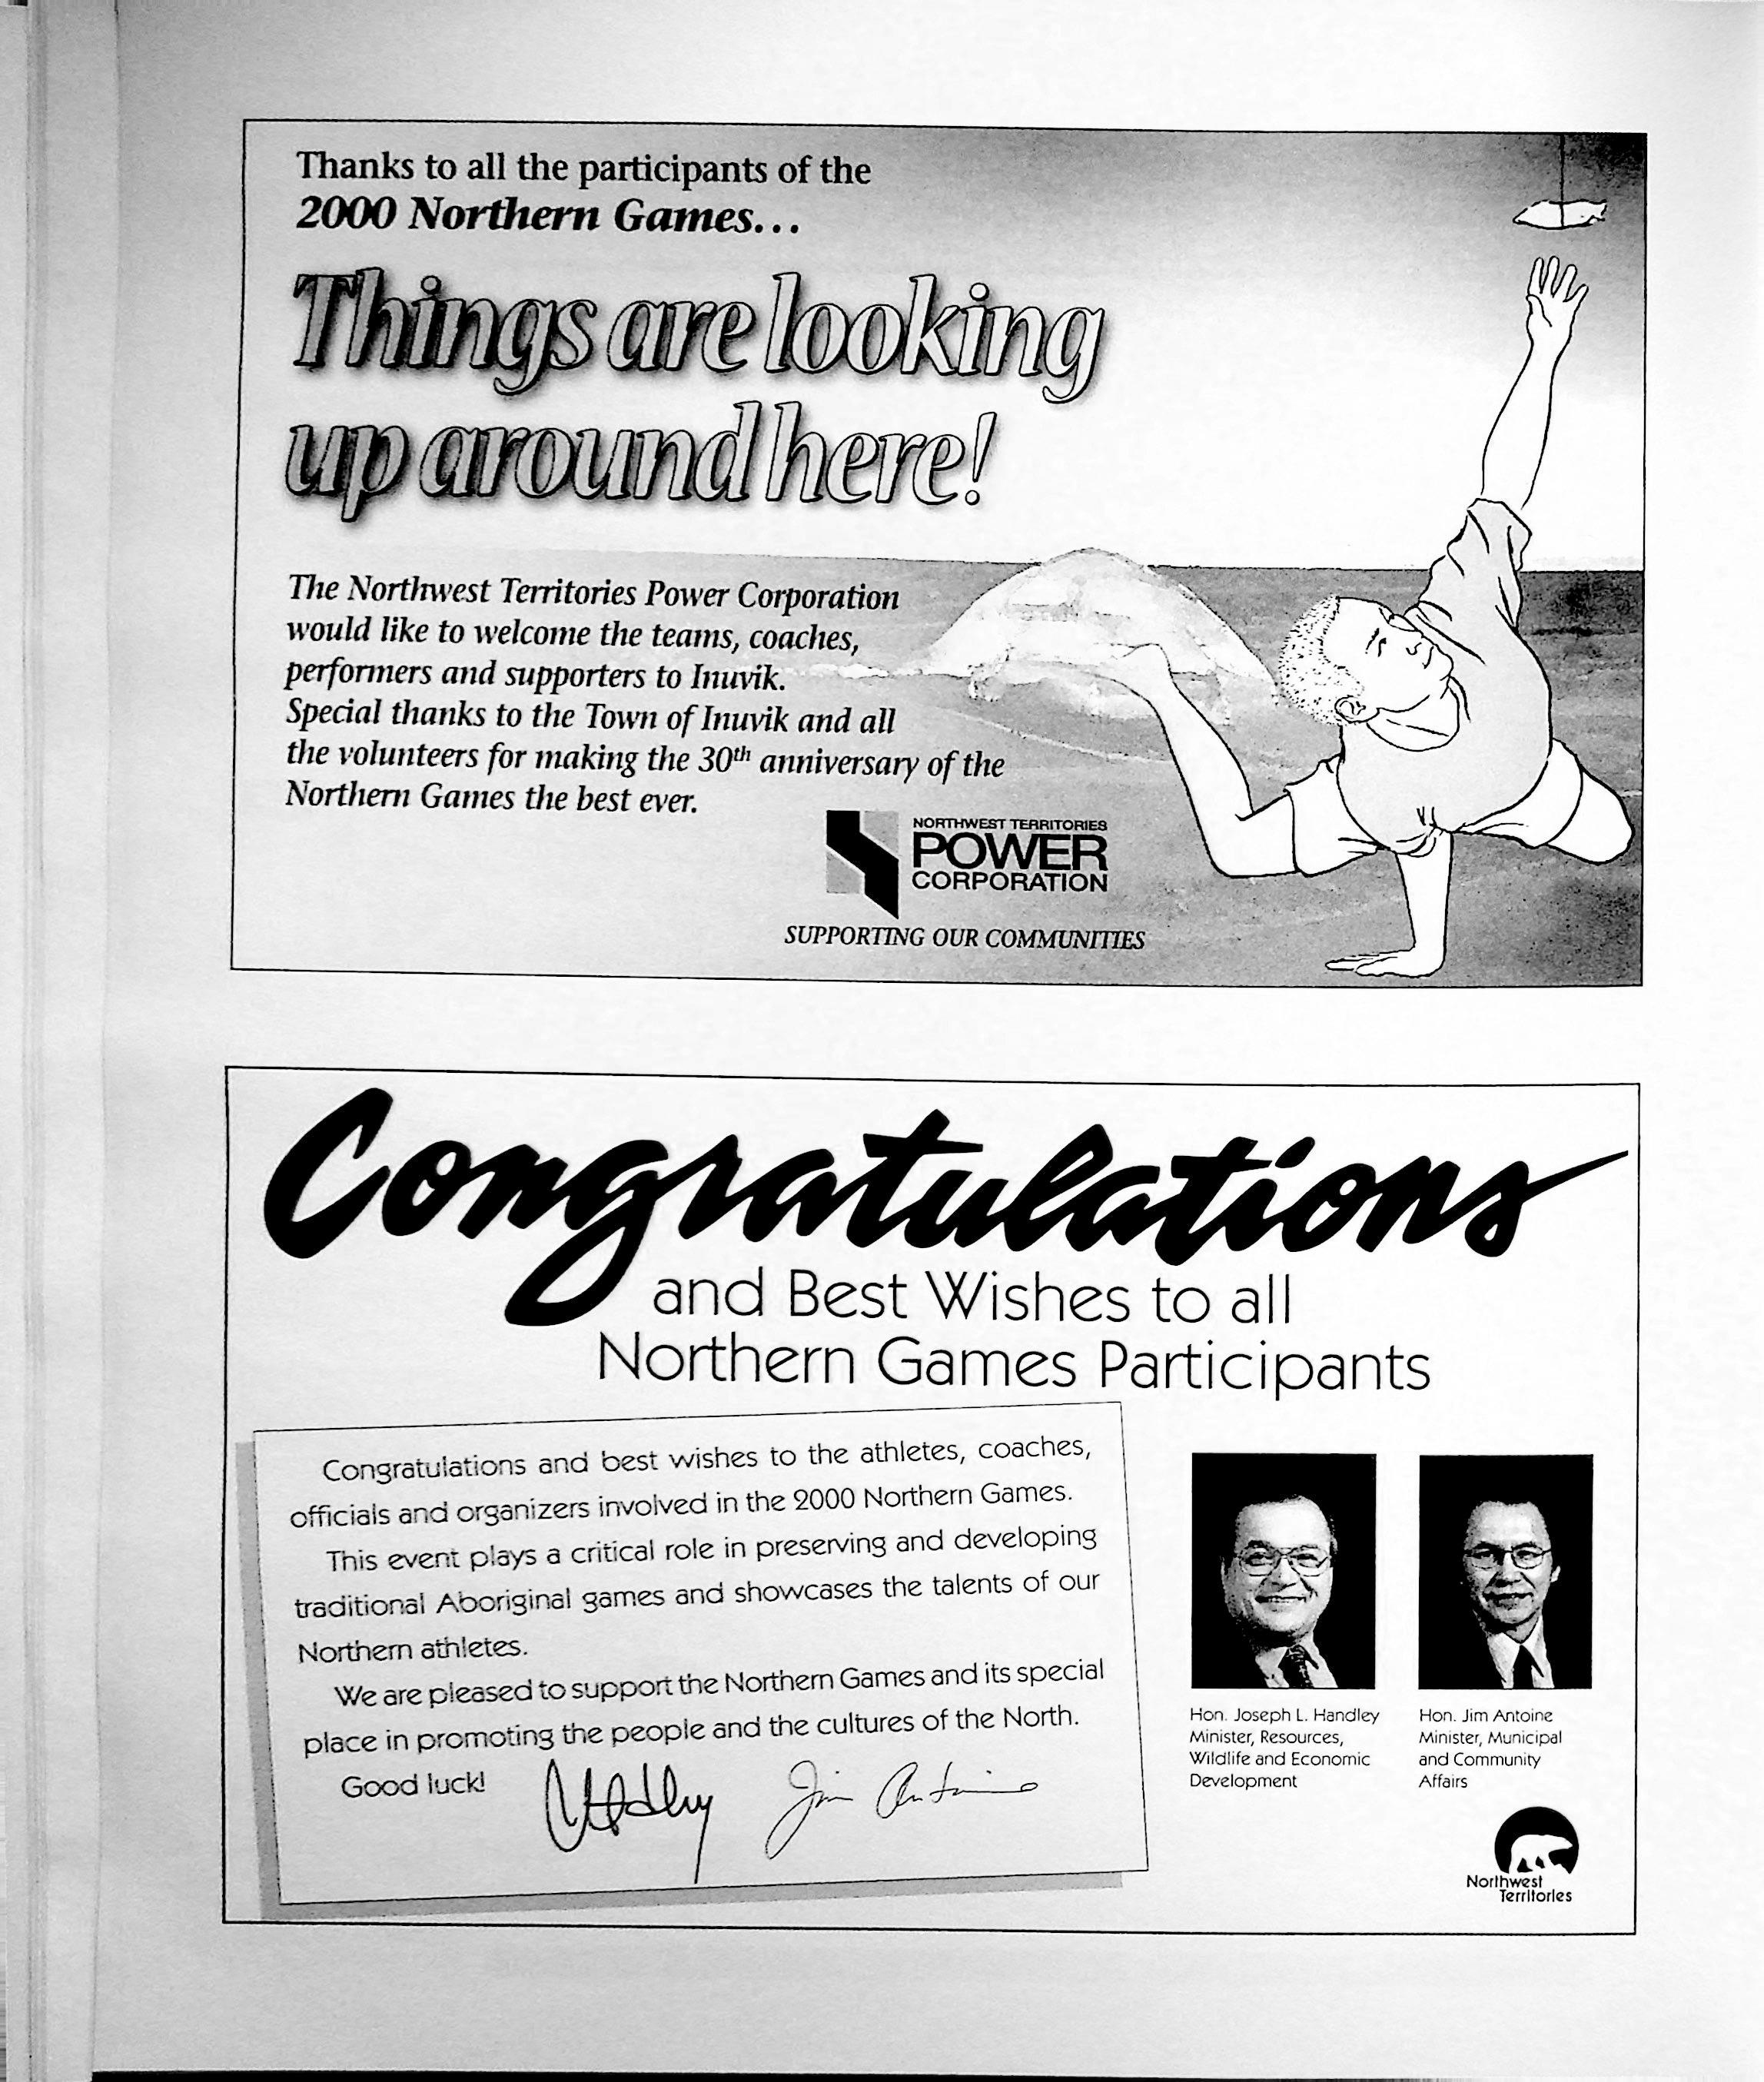 Thanks to all the participants of the
2000 Northern Games...
Things are looking
up around here!
The Northwest Territories Power Corporation
would like to welcome the teams, coaches,
performers and supporters to Inuvik.
Special thanks to the Town of Inuvik and all
the volunteers for making the 30th anniversary of the
Northern Games the best ever.
NORTHWEST TERRITORIES
POWER
CORPORATION
SUPPORTING OUR COMMUNITIES
Congratulations
and Best Wishes to all
Northern Games Participants
Congratulations and best wishes to the athletes, coaches,
officials and organizers involved in the 2000 Northern Games.
This event plays a critical role in preserving and developing
traditional Aboriginal games and showcases the talents of our
Northern athletes.
We are pleased to support the Northern Games and its special
place in promoting the people and the cultures of the North.
Good luck!
Jim Antoine
Hon. Joseph L. Handley
Minister, Resources,
Wildlife and Economic
Development
Hon. Jim Antoine
Minister, Municipal
and Community
Affairs
Northwest
Territories